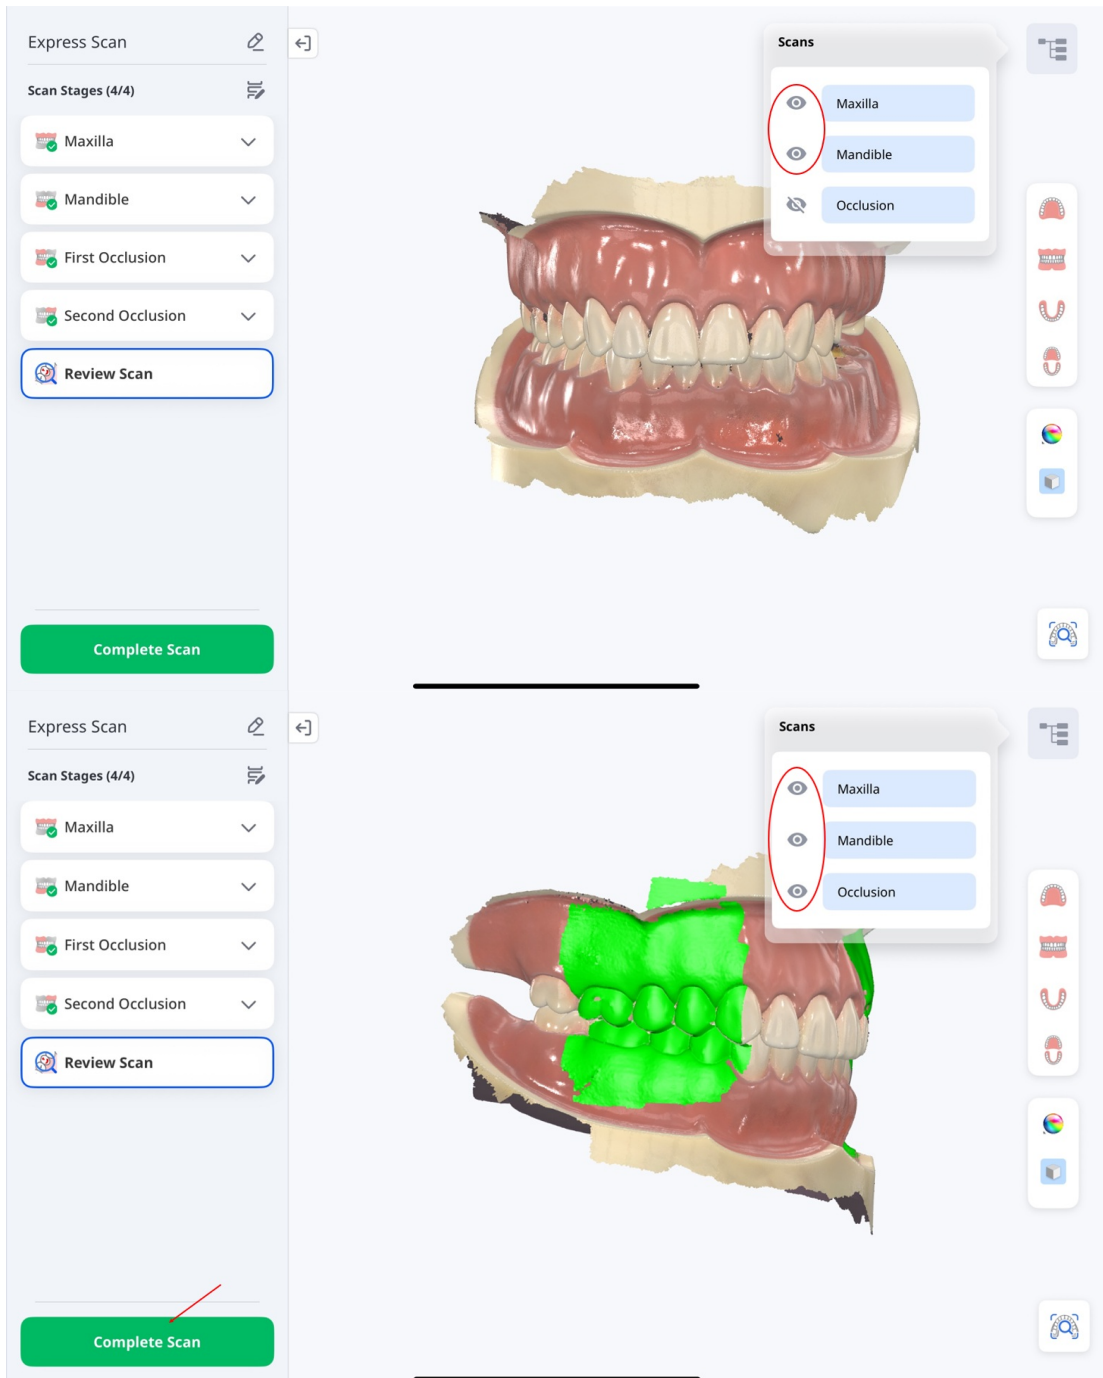 Express Scan
Scan Stages (4/4)
Maxilla
Mandible
First Occlusion
Second Occlusion
Review Scan
Complete Scan
Scans
Maxilla
Mandible
Occlusion
Express Scan
Scan Stages (4/4)
Maxilla
Mandible
First Occlusion
Second Occlusion
Review Scan
Complete Scan
Scans
Maxilla
Mandible
Occlusion